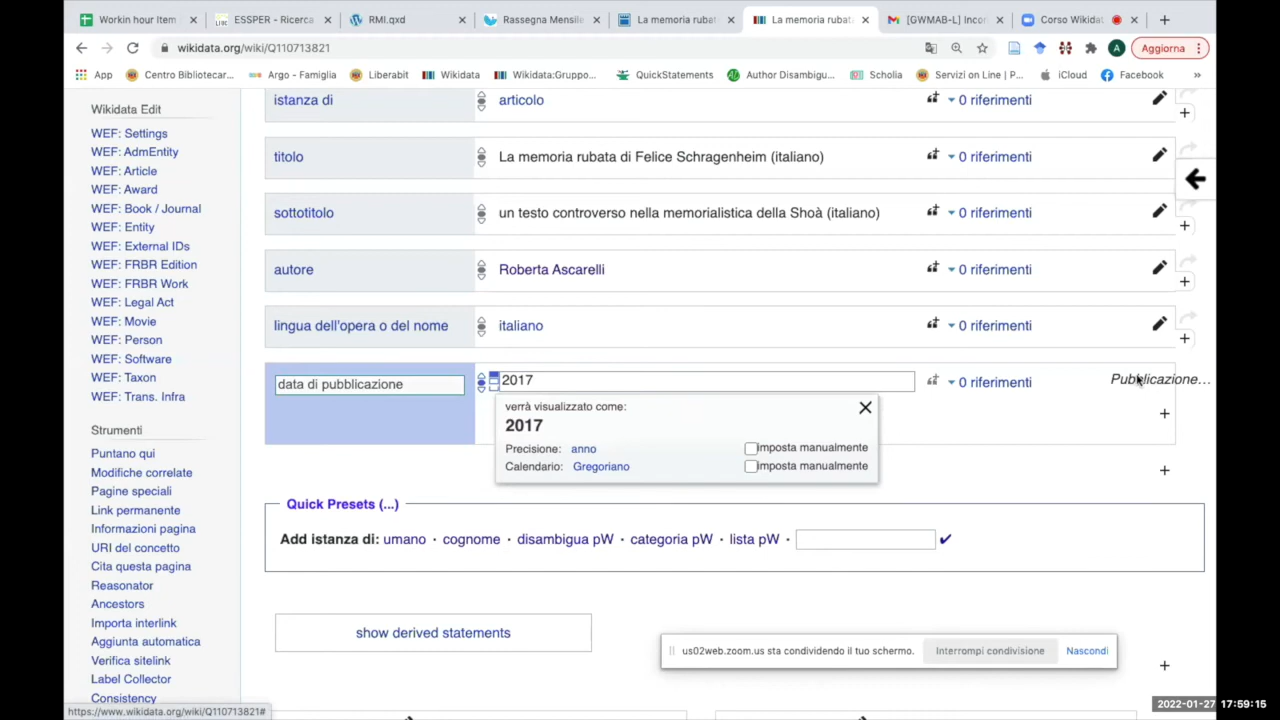 Workin hour Item
ESSPER - Ricerca
RMI.qxd
Rassegna Mensile
La memoria rubat
La memoria rubat
[GWMAB-L] Incon
Corso Wikidat
wikidata.org/wiki/Q110713821
A
Aggiorna
App
Centro Bibliotecar...
Argo - Famiglia
Liberabit
Wikidata
Wikidata:Gruppo...
QuickStatements
Author Disambigu...
Scholia
Servizi on Line | P...
iCloud
Facebook
»
Wikidata Edit
WEF: Settings
WEF: AdmEntity
WEF: Article
WEF: Award
WEF: Book / Journal
WEF: Entity
WEF: External IDs
WEF: FRBR Edition
WEF: FRBR Work
WEF: Legal Act
WEF: Movie
WEF: Person
WEF: Software
WEF: Taxon
WEF: Trans. Infra
Strumenti
Puntano qui
Modifiche correlate
Pagine speciali
Link permanente
Informazioni pagina
URI del concetto
Cita questa pagina
Reasonator
Ancestors
Importa interlink
Aggiunta automatica
Verifica sitelink
Label Collector
Consistency
https://www.wikidata.org/wiki/Q110713821#
istanza di
articolo
0 riferimenti
titolo
La memoria rubata di Felice Schragenheim (italiano)
0 riferimenti
sottotitolo
un testo controverso nella memorialistica della Shoà (italiano)
0 riferimenti
autore
Roberta Ascarelli
0 riferimenti
lingua dell'opera o del nome
italiano
0 riferimenti
data di pubblicazione
2017
0 riferimenti
Pubblicazione...
verrà visualizzato come:
2017
Precisione: anno
imposta manualmente
Calendario: Gregoriano
imposta manualmente
Quick Presets (...)
Add istanza di: umano · cognome · disambigua pW · categoria pW · lista pW ·
show derived statements
us02web.zoom.us sta condividendo il tuo schermo.
Interrompi condivisione
Nascondi
2022-01-27 17:59:15